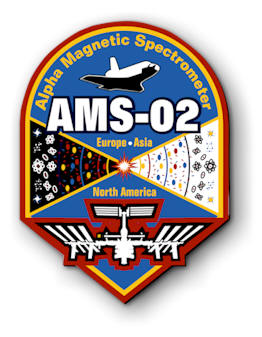 Alpha Magnetic Spectrometer
AMS-02
Europe • Asia
North America